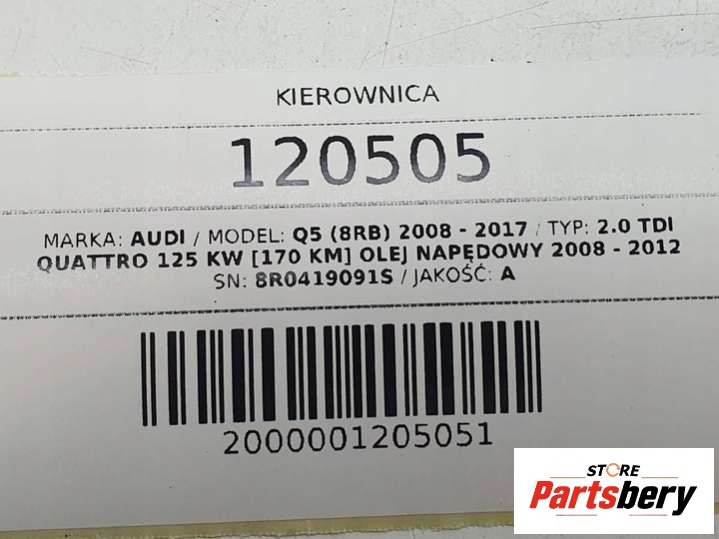 KIEROWNICA
120505
MARKA: AUDI / MODEL: Q5 (8RB) 2008 - 2017 / TYP: 2.0 TDI
QUATTRO 125 KW [170 KM] OLEJ NAPĘDOWY 2008 - 2012
SN: 8R0419091S / JAKOŚĆ: A
2000001205051
STORE
Partsbery